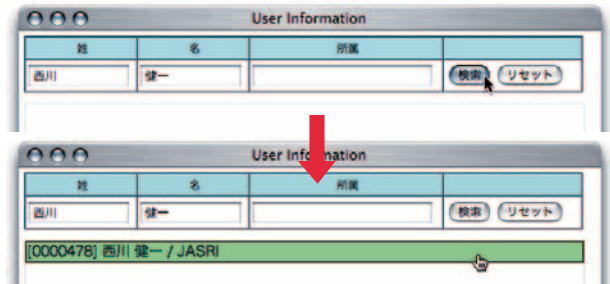 User Information
姓 名 所属
西川 健一 検索 リセット
User Information
姓 名 所属
西川 健一 検索 リセット
[0000478] 西川 健一 / JASRI